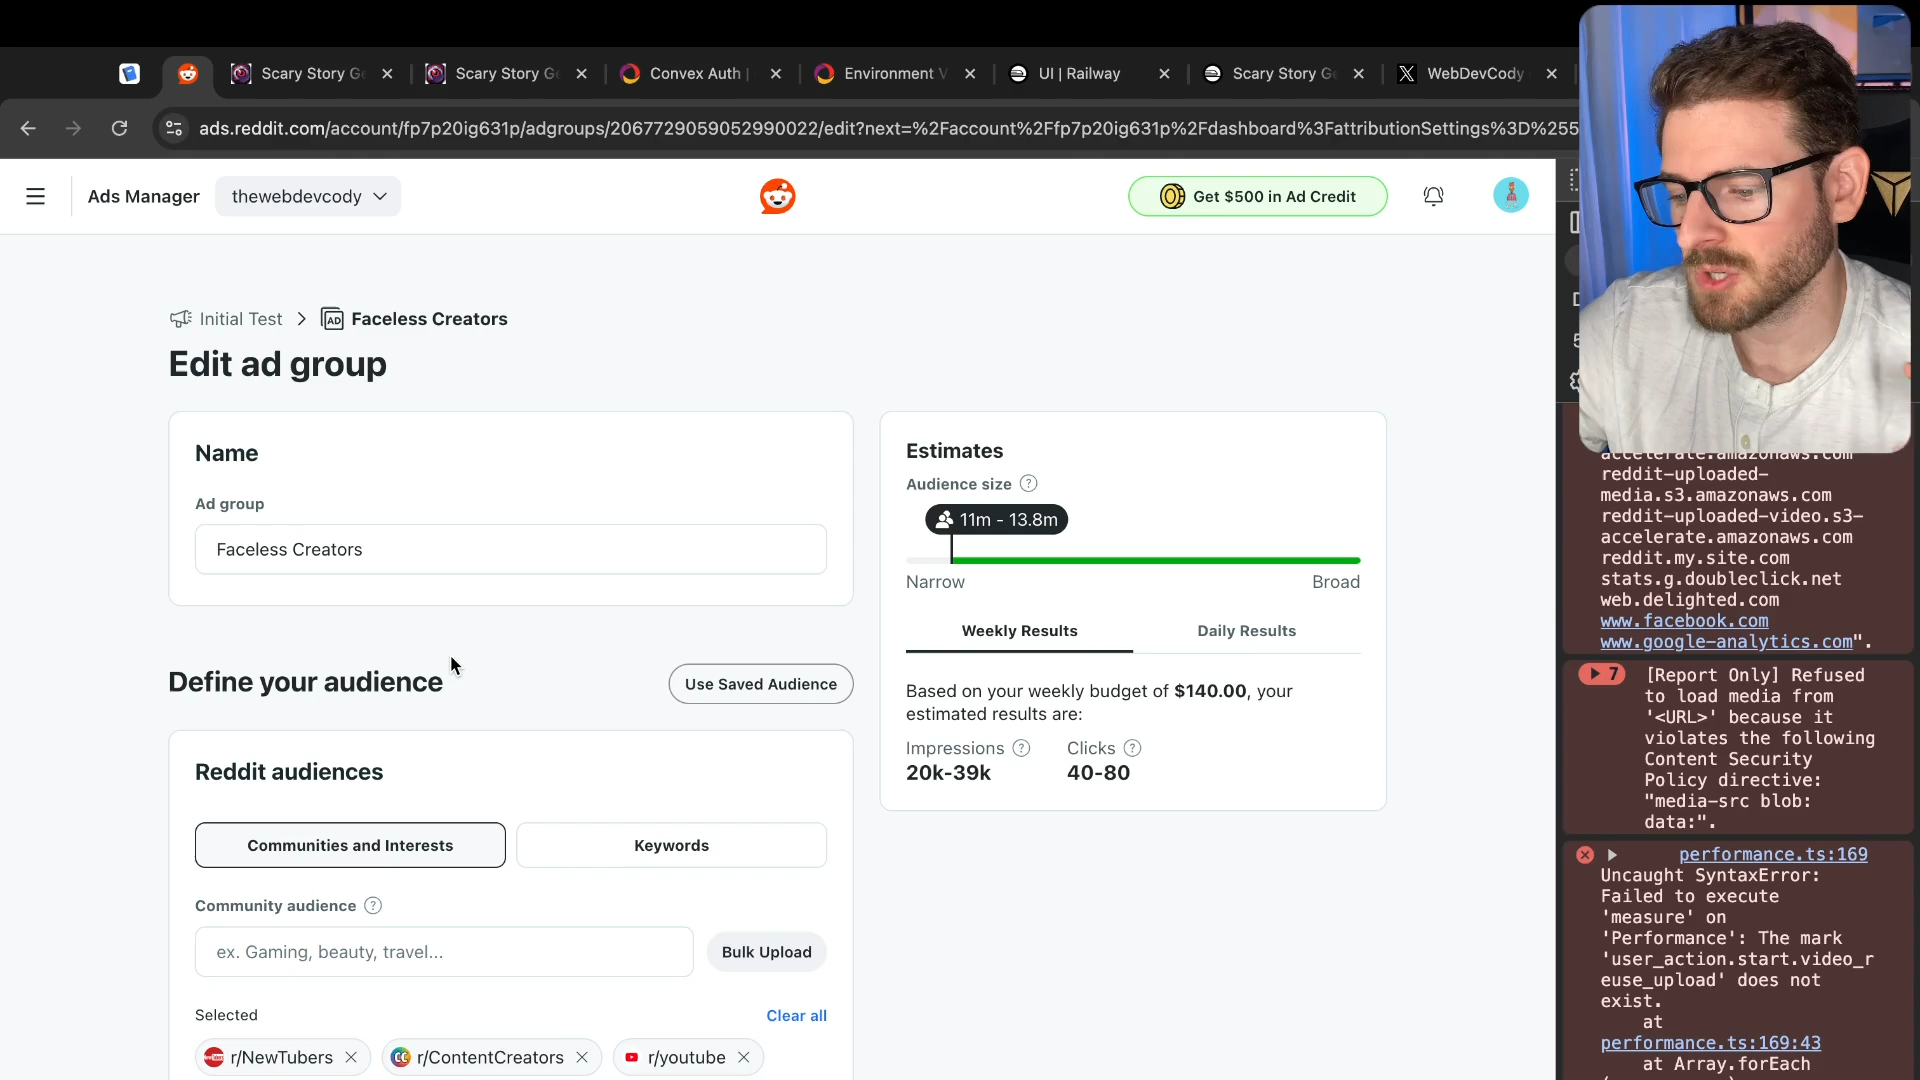 Scary Story Ge
Scary Story Ge
Convex Auth |
Environment V
UI | Railway
Scary Story Ge
WebDevCody
ads.reddit.com/account/fp7p20ig631p/adgroups/2067729059052990022/edit?next=%2Faccount%2Ffp7p20ig631p%2Fdashboard%3FattributionSettings%3D%255
Ads Manager
thewebdevcody
Get $500 in Ad Credit
Initial Test
AD
Faceless Creators
Edit ad group
Name
Ad group
Faceless Creators
Define your audience
Use Saved Audience
Reddit audiences
Communities and Interests
Keywords
Community audience
ex. Gaming, beauty, travel...
Bulk Upload
Selected
Clear all
r/NewTubers
r/ContentCreators
r/youtube
Estimates
Audience size
11m - 13.8m
Narrow
Broad
Weekly Results
Daily Results
Based on your weekly budget of $140.00, your
estimated results are:
Impressions
Clicks
20k-39k
40-80
accelerate.amazonaws.com
reddit-uploaded-
media.s3.amazonaws.com
reddit-uploaded-video.s3-
accelerate.amazonaws.com
reddit.my.site.com
stats.g.doubleclick.net
web.delighted.com
www.facebook.com
www.google-analytics.com".
7
[Report Only] Refused
to load media from
'<URL>' because it
violates the following
Content Security
Policy directive:
"media-src blob:
data:".
performance.ts:169
Uncaught SyntaxError:
Failed to execute
'measure' on
'Performance': The mark
'user_action.start.video_r
euse_upload' does not
exist.
at
performance.ts:169:43
at Array.forEach